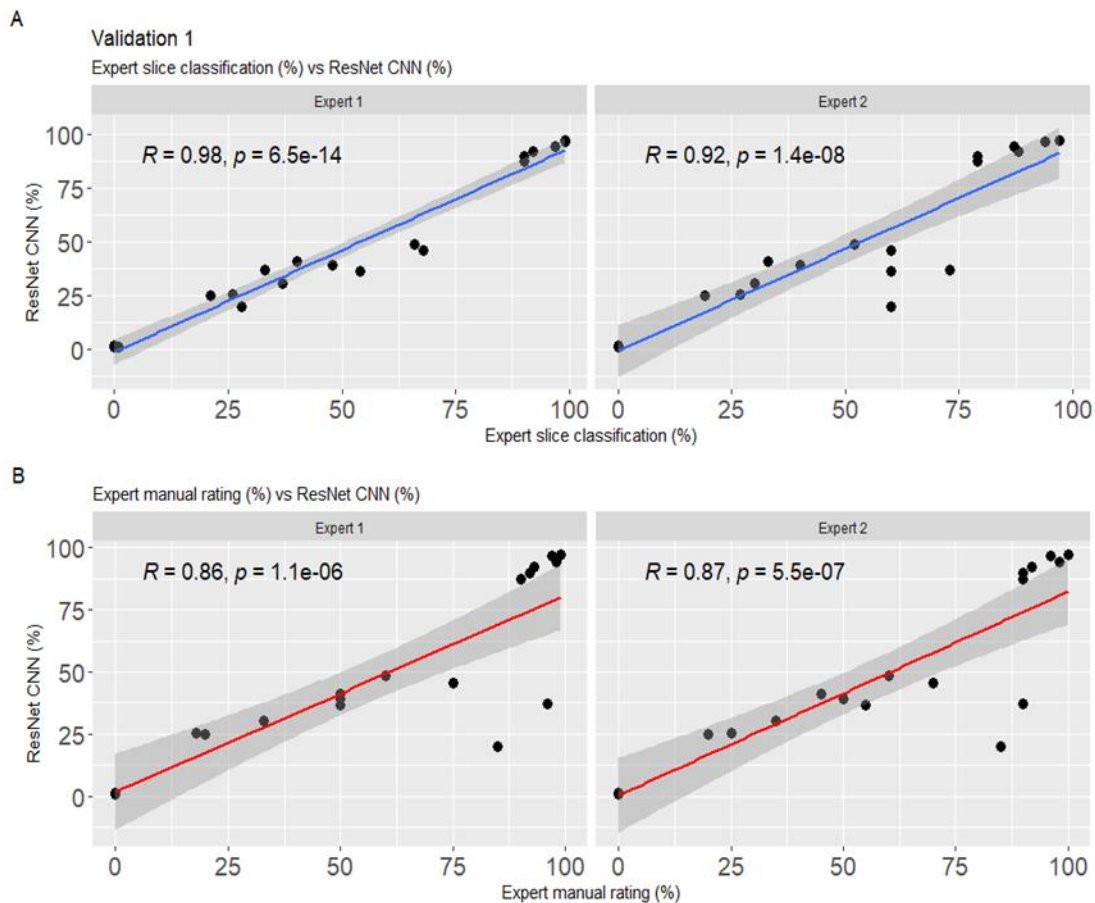 A
Validation 1
Expert slice classification (%) vs ResNet CNN (%)
Expert 1
Expert 2
R = 0.98, p = 6.5e-14
R = 0.92, p = 1.4e-08
ResNet CNN (%)
100
75
50
25
0
0 25 50 75 100
0 25 50 75 100
Expert slice classification (%)
B
Expert manual rating (%) vs ResNet CNN (%)
Expert 1
Expert 2
R = 0.86, p = 1.1e-06
R = 0.87, p = 5.5e-07
ResNet CNN (%)
100
75
50
25
0
0 25 50 75 100
0 25 50 75 100
Expert manual rating (%)